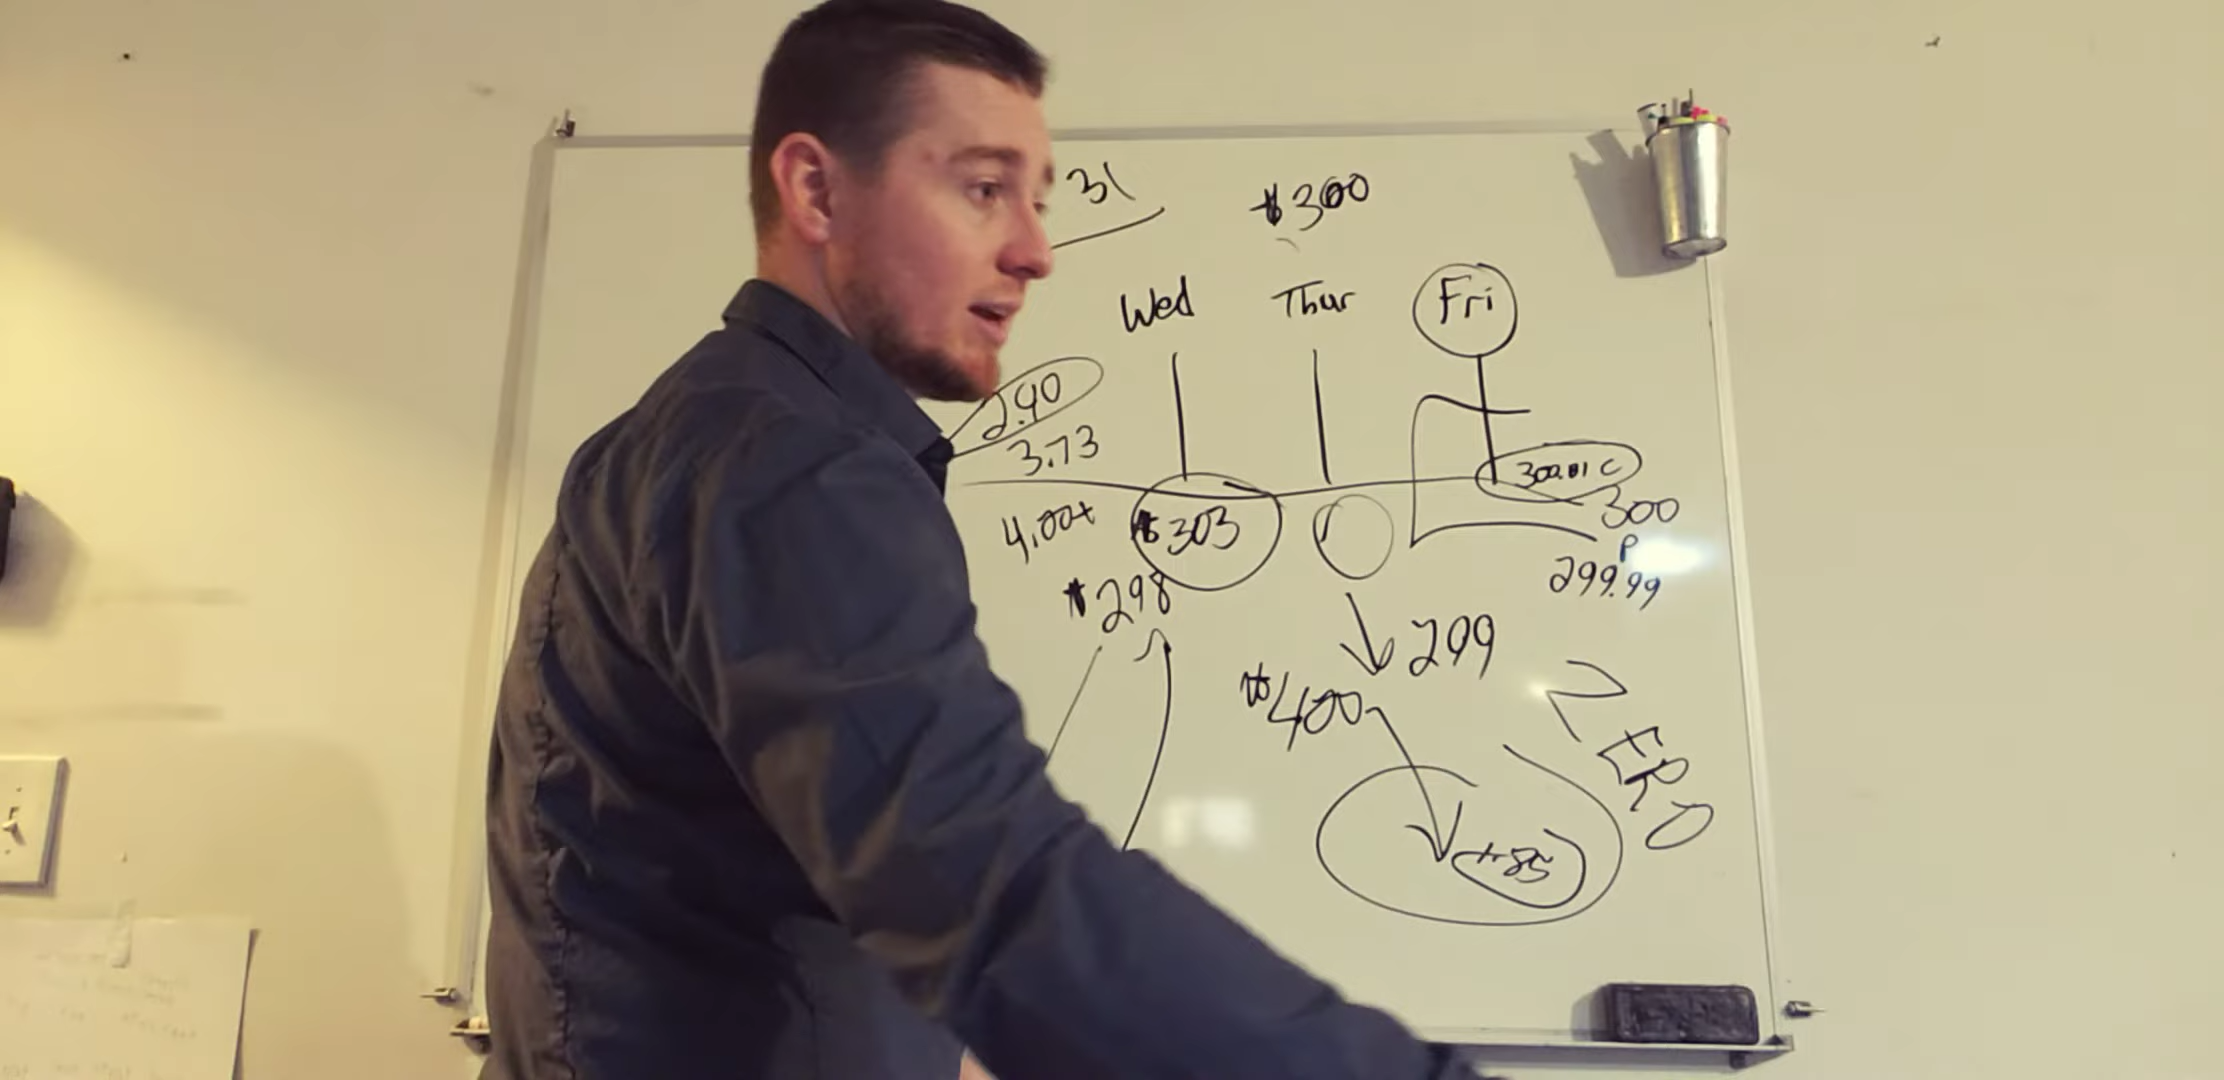 31
$300
Wed Thur Fri
2.40
3.73
300.01 C
4.00+ $303 300
P
$298 299.99
299
$400 ZERO
+85